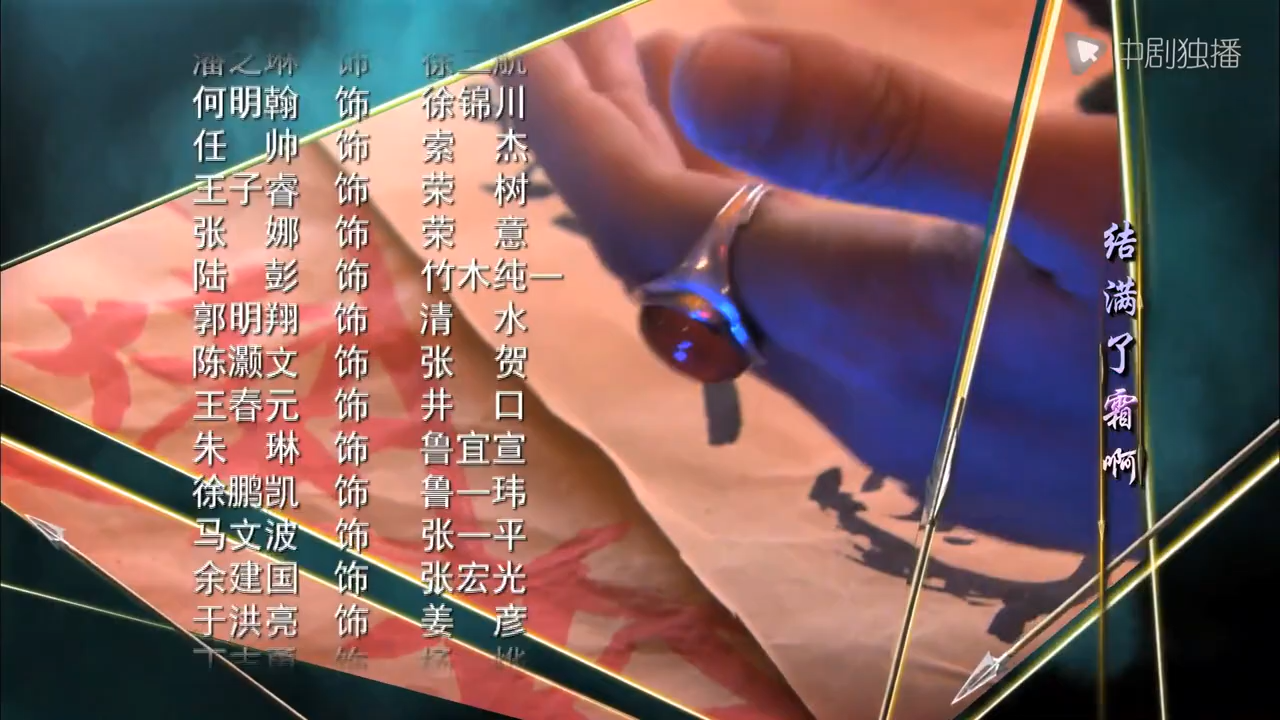 中剧独播
何明翰 饰 徐锦川
任 帅 饰 索 杰
王子睿 饰 荣 树
张 娜 饰 荣 意
陆 彭 饰 竹木纯一
郭明翔 饰 清 水
陈灏文 饰 张 贺
王春元 饰 井 口
朱 琳 饰 鲁宜宣
徐鹏凯 饰 鲁一玮
马文波 饰 张一平
余建国 饰 张宏光
于洪亮 饰 姜 彦
结满了霜啊